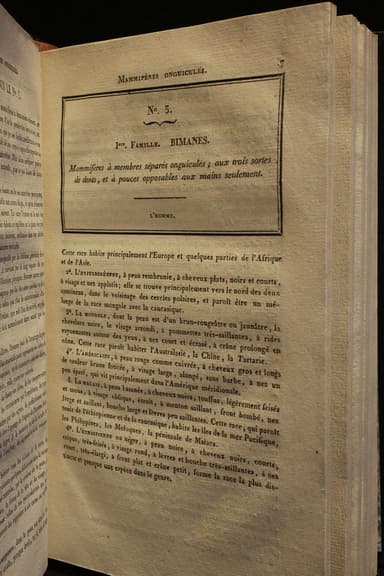 MAMMIFÈRES ONGUICULÉS.
No. 5.
Ire. FAMILLE. BIMANES.
Mammifères à membres séparés onguiculés ; aux trois sortes
de dents, et à pouces opposables aux mains seulement.
L'HOMME.
Cette race habite principalement l'Europe et quelques parties de l'Afrique
et de l'Asie.
à peu rembrunie, à cheveux plats, noirs et courts,
à visage et nez applatis ; elle se trouve principalement vers le nord des deux
continens, dans le voisinage des cercles polaires, et paroît être un mé-
lange de la race mongole avec la caucasique.
3°. La MONGOLE, dont la peau est d'un brun-rougeâtre ou jaunâtre, la
chevelure noire, le visage arrondi, à pommettes très-saillantes, à rides
rayonnantes autour des yeux, à nez court et écrasé, à crâne prolongé en
cône. Cette race paroît habiter l'Australasie, la Chine, la Tartarie.
4°. L'AMÉRICAINE, à peau rouge comme cuivrée, à cheveux gros et longs
de couleur brune foncée, à visage large, alongé, sans barbe, à nez un
peu épaté, qui vit principalement dans l'Amérique méridionale.
La MALAIE, à peau basanée, à cheveux noirs, touffus, légèrement frisés
et mous, à visage oblique, à menton saillant, front bombé, nez
large et saillant, bouche large et lèvres peu saillantes. Cette race, qui paroît
tenir de l'éthiopienne et de la caucasique, habite les îles de la mer Pacifique,
les Philippines, les Moluques, la péninsule de Malaca.
6°. L'ÉTHIOPIENNE ou nègre, à peau noire, à cheveux noirs, courts,
crépus, très-frisés, à visage rond, à lèvres et bouche très-saillantes, à nez
court, très-élargi, à front plat et crâne petit, forme la race la plus dis-
tincte et presque une espèce dans le genre.